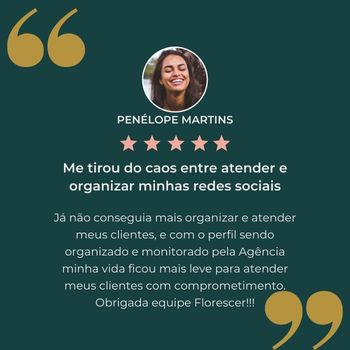 PENÉLOPE MARTINS
Me tirou do caos entre atender e
organizar minhas redes sociais
Já não conseguia mais organizar e atender
meus clientes, e com o perfil sendo
organizado e monitorado pela Agência
minha vida ficou mais leve para atender
meus clientes com comprometimento.
Obrigada equipe Florescer!!!